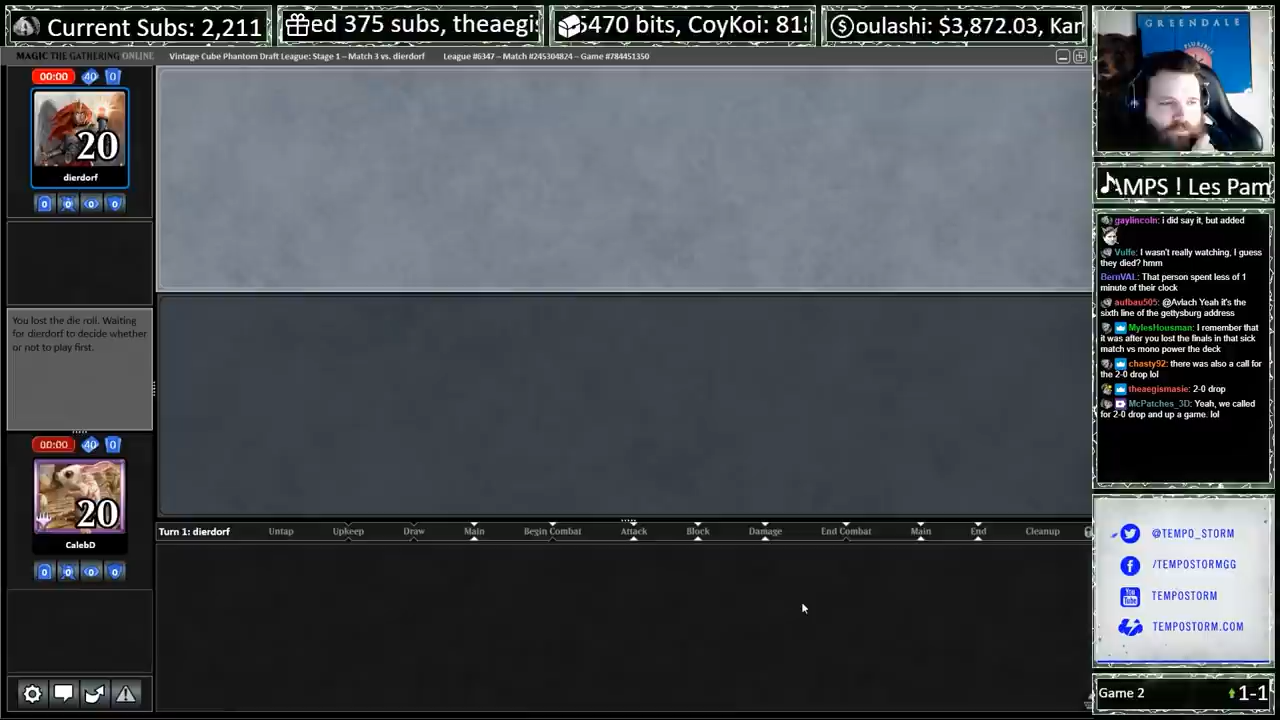 Current Subs: 2,211
ed 375 subs, theaegis
5470 bits, CoyKoi: 81
oulashi: $3,872.03, Kar
GREENDALE
MAGIC THE GATHERING ONLINE
Vintage Cube Phantom Draft League: Stage 1 – Match 3 vs. dierdorf
League #6347 – Match #245304824 – Game #784451350
00:00 40 0
20
dierdorf
0 0 0 0
You lost the die roll. Waiting
for dierdorf to decide whether
or not to play first.
00:00 40 0
20
CalebD
0 0 0 0
Turn 1: dierdorf
Untap
Upkeep
Draw
Main
Begin Combat
Attack
Block
Damage
End Combat
Main
End
Cleanup
AMPS ! Les Pam
gaylincoln: i did say it, but added
Vulfe: I wasn't really watching, I guess
they died? hmm
BernVAL: That person spent less of 1
minute of their clock
aufbau505: @Avlach Yeah it's the
sixth line of the gettysburg address
MylesHousman: I remember that
it was after you lost the finals in that sick
match vs mono power the deck
chasty92: there was also a call for
the 2-0 drop lol
theaegismasie: 2-0 drop
McPatches_3D: Yeah, we called
for 2-0 drop and up a game. lol
@TEMPO_STORM
/TEMPOSTORMGG
You
Tube
TEMPOSTORM
TEMPOSTORM.COM
Game 2
1-1